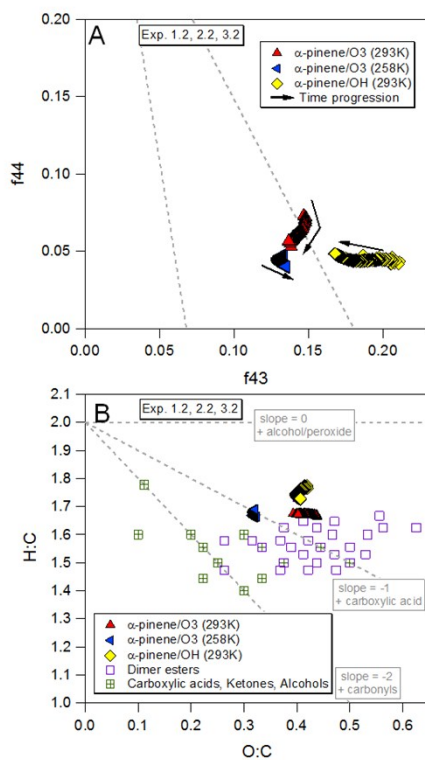 A
Exp. 1.2, 2.2, 3.2
α-pinene/O3 (293K)
α-pinene/O3 (258K)
α-pinene/OH (293K)
Time progression
0.20
0.15
0.10
0.05
0.00
f44
0.00
0.05
0.10
0.15
0.20
f43
B
Exp. 1.2, 2.2, 3.2
slope = 0
+ alcohol/peroxide
slope = -1
+ carboxylic acid
slope = -2
+ carbonyls
α-pinene/O3 (293K)
α-pinene/O3 (258K)
α-pinene/OH (293K)
Dimer esters
Carboxylic acids, Ketones, Alcohols
2.1
2.0
1.9
1.8
1.7
1.6
1.5
1.4
1.3
1.2
1.1
1.0
H:C
0.0
0.1
0.2
0.3
0.4
0.5
0.6
O:C